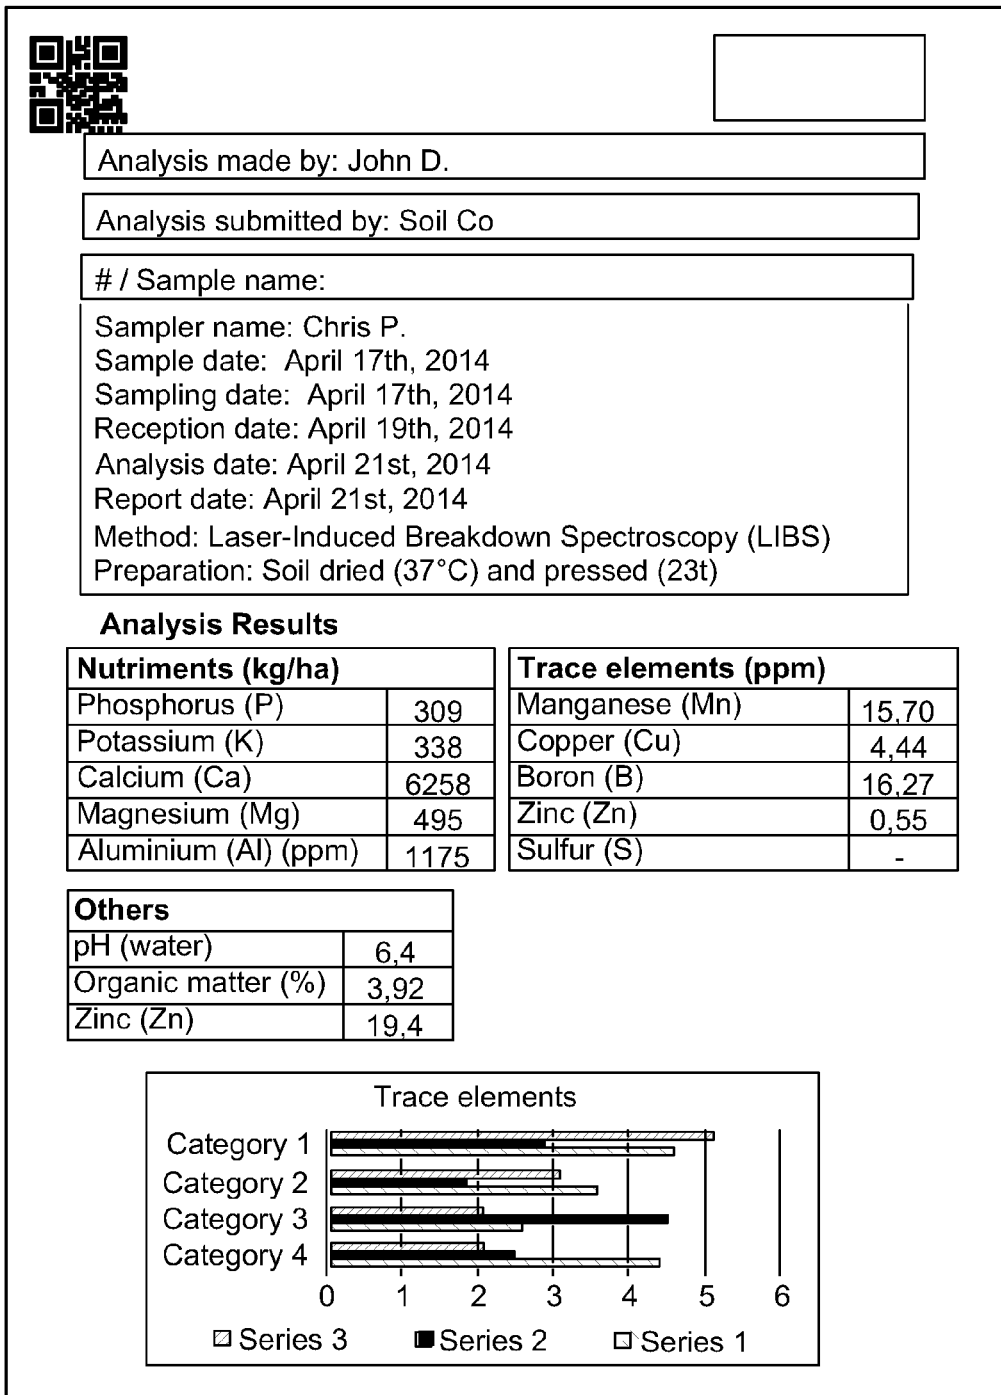 Analysis made by: John D.
Analysis submitted by: Soil Co
# / Sample name:
Sampler name: Chris P.
Sample date: April 17th, 2014
Sampling date: April 17th, 2014
Reception date: April 19th, 2014
Analysis date: April 21st, 2014
Report date: April 21st, 2014
Method: Laser-Induced Breakdown Spectroscopy (LIBS)
Preparation: Soil dried (37°C) and pressed (23t)
Analysis Results
Nutriments (kg/ha)
Phosphorus (P) 309
Potassium (K) 338
Calcium (Ca) 6258
Magnesium (Mg) 495
Aluminium (Al) (ppm) 1175
Trace elements (ppm)
Manganese (Mn) 15,70
Copper (Cu) 4,44
Boron (B) 16,27
Zinc (Zn) 0,55
Sulfur (S) -
Others
pH (water) 6,4
Organic matter (%) 3,92
Zinc (Zn) 19,4
Trace elements
Category 1
Category 2
Category 3
Category 4
0 1 2 3 4 5 6
Series 3 Series 2 Series 1